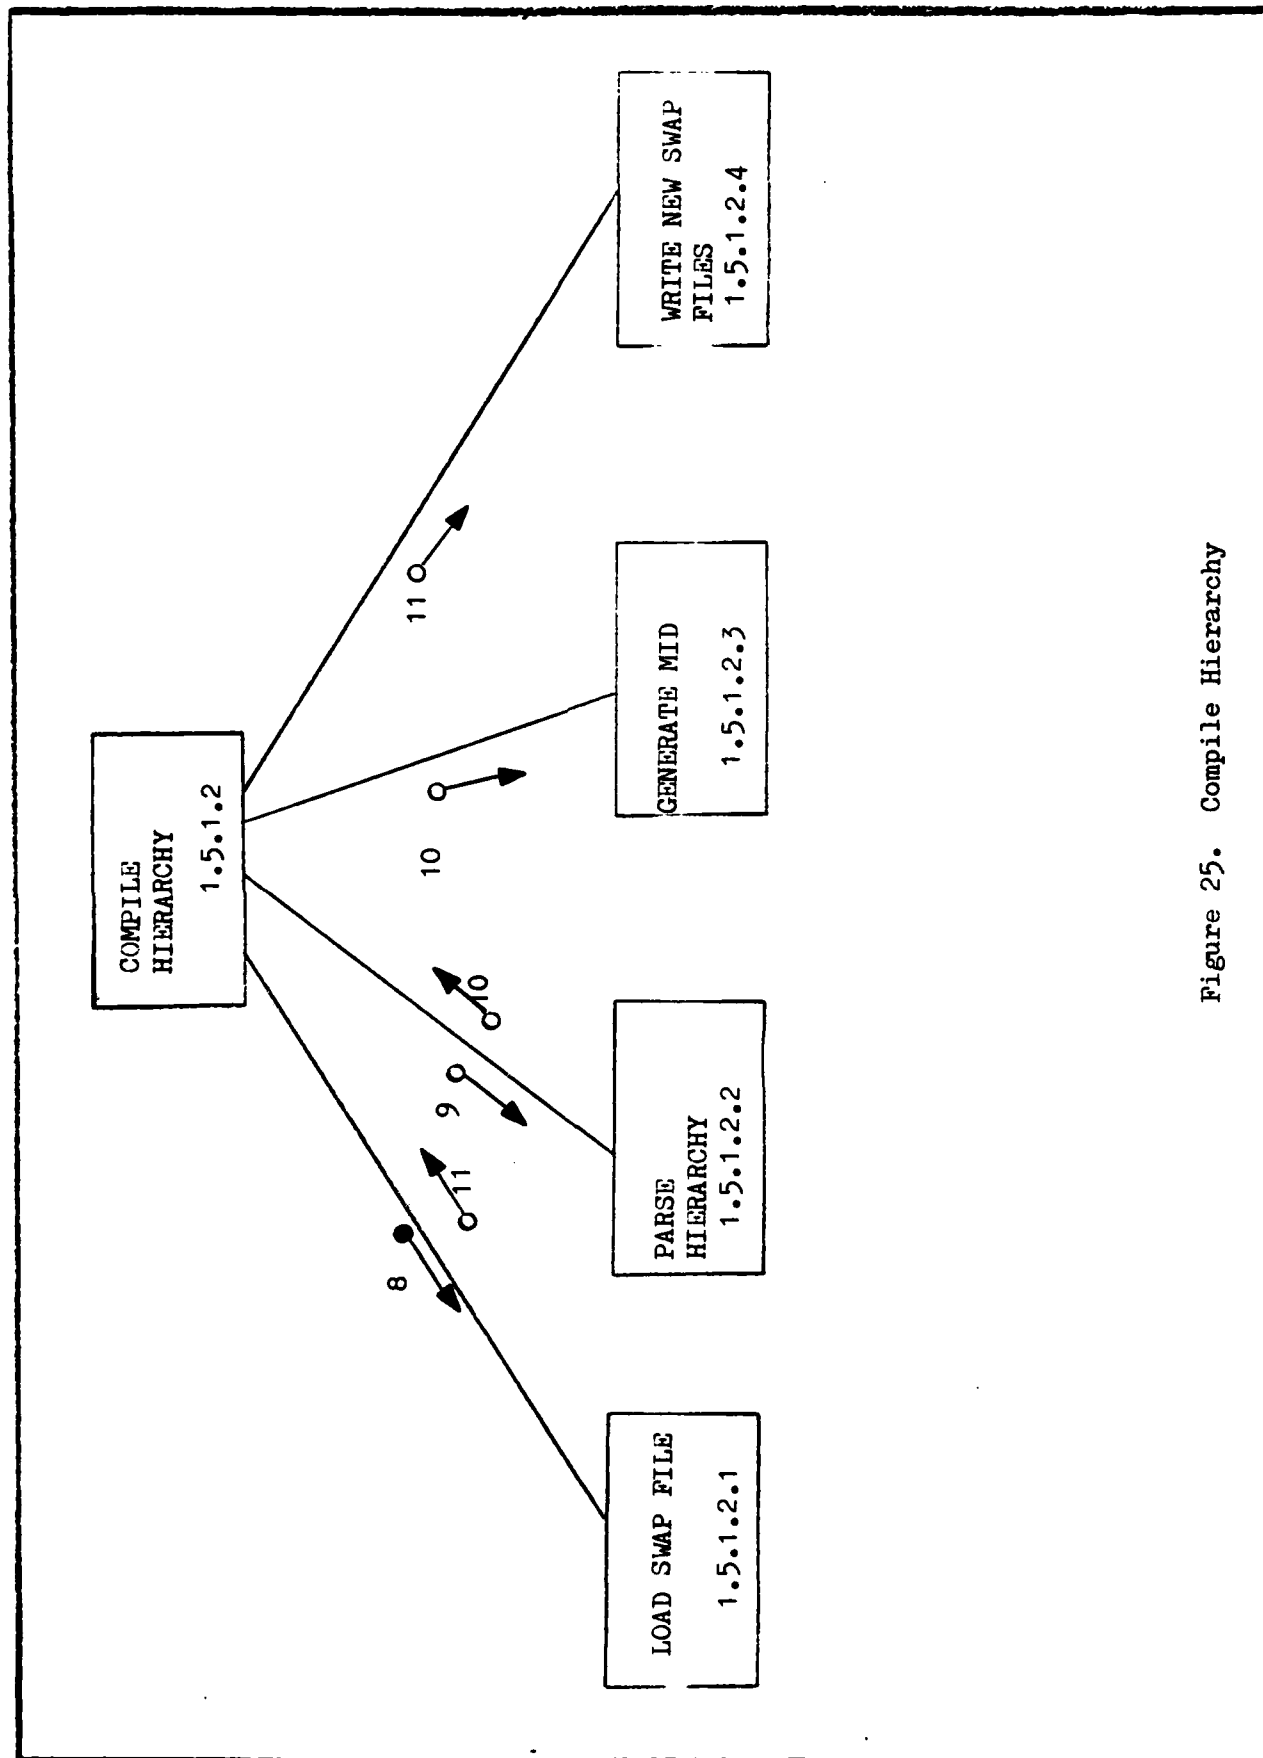 COMPILE
HIERARCHY
1.5.1.2
8
11
9
10
10
11
LOAD SWAP FILE
1.5.1.2.1
PARSE
HIERARCHY
1.5.1.2.2
GENERATE MID
1.5.1.2.3
WRITE NEW SWAP
FILES
1.5.1.2.4
Figure 25. Compile Hierarchy